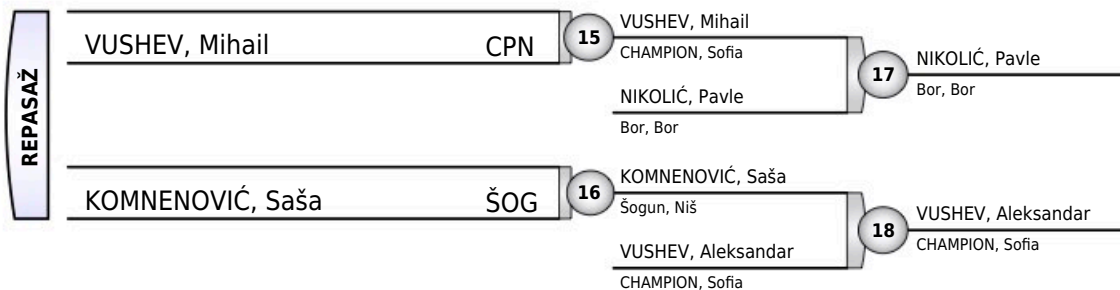 REPASAŽ
VUSHEV, Mihail CPN
15
VUSHEV, Mihail
CHAMPION, Sofia
NIKOLIĆ, Pavle
Bor, Bor
17
NIKOLIĆ, Pavle
Bor, Bor
KOMNENOVIĆ, Saša ŠOG
16
KOMNENOVIĆ, Saša
Šogun, Niš
VUSHEV, Aleksandar
CHAMPION, Sofia
18
VUSHEV, Aleksandar
CHAMPION, Sofia